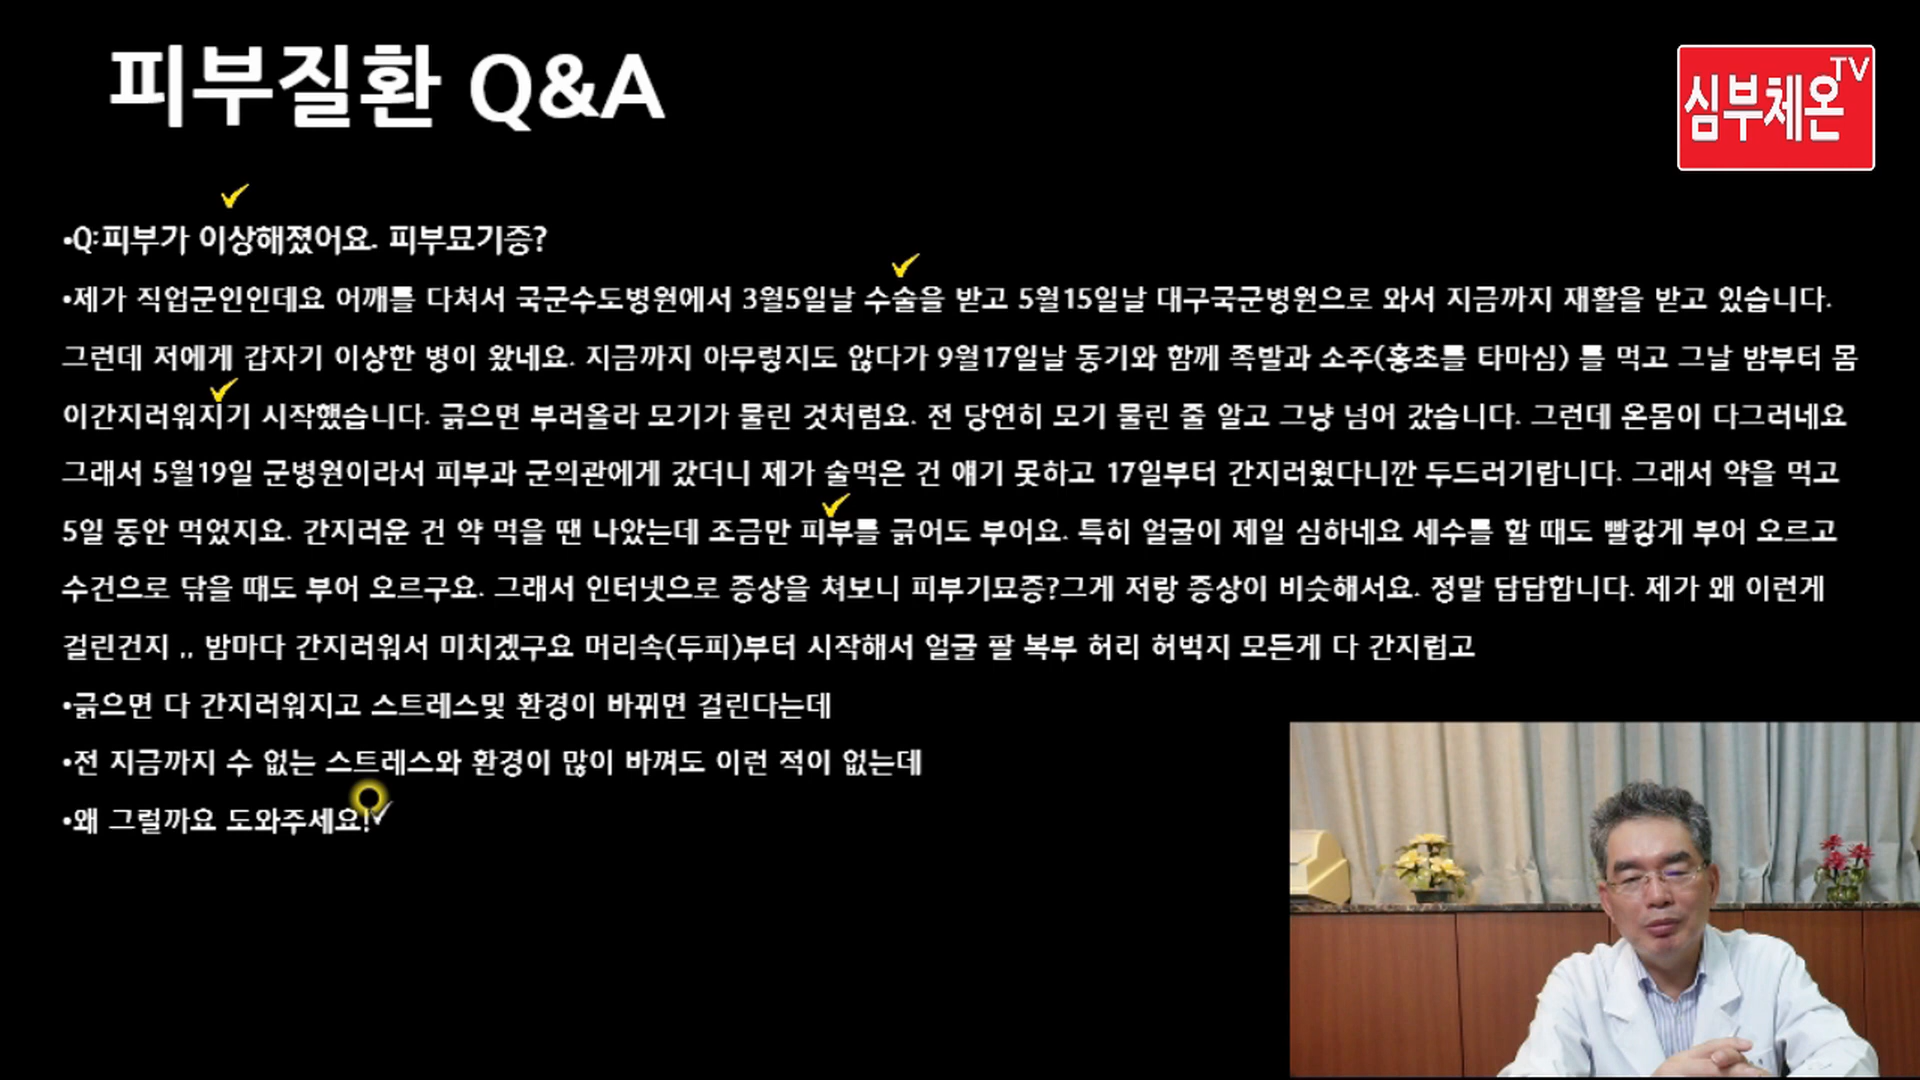 피부질환 Q&A
심부체온TV
•Q:피부가 이상해졌어요. 피부묘기증?
•제가 직업군인인데요 어깨를 다쳐서 국군수도병원에서 3월5일날 수술을 받고 5월15일날 대구국군병원으로 와서 지금까지 재활을 받고 있습니다.
그런데 저에게 갑자기 이상한 병이 왔네요. 지금까지 아무렇지도 않다가 9월17일날 동기와 함께 족발과 소주(홍초를 타마심) 를 먹고 그날 밤부터 몸
이간지러워지기 시작했습니다. 긁으면 부러올라 모기가 물린 것처럼요. 전 당연히 모기 물린 줄 알고 그냥 넘어 갔습니다. 그런데 온몸이 다그러네요
그래서 5월19일 군병원이라서 피부과 군의관에게 갔더니 제가 술먹은 건 얘기 못하고 17일부터 간지러웠다니깐 두드러기랍니다. 그래서 약을 먹고
5일 동안 먹었지요. 간지러운 건 약 먹을 땐 나았는데 조금만 피부를 긁어도 부어요. 특히 얼굴이 제일 심하네요 세수를 할 때도 빨갛게 부어 오르고
수건으로 닦을 때도 부어 오르구요. 그래서 인터넷으로 증상을 쳐보니 피부기묘증?그게 저랑 증상이 비슷해서요. 정말 답답합니다. 제가 왜 이런게
걸린건지 .. 밤마다 간지러워서 미치겠구요 머리속(두피)부터 시작해서 얼굴 팔 복부 허리 허벅지 모든게 다 간지럽고
•긁으면 다 간지러워지고 스트레스및 환경이 바뀌면 걸린다는데
•전 지금까지 수 없는 스트레스와 환경이 많이 바껴도 이런 적이 없는데
•왜 그럴까요 도와주세요!